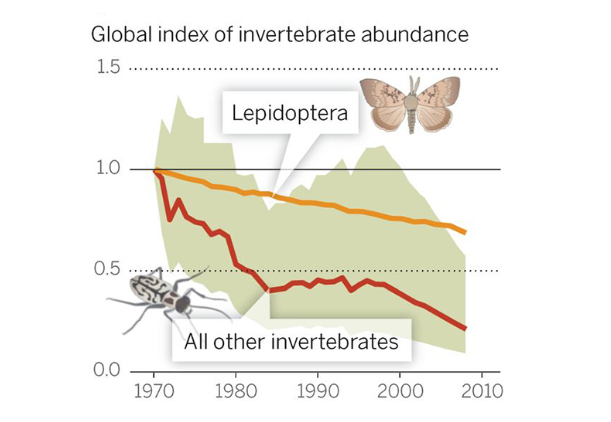 Global index of invertebrate abundance
1.5
Lepidoptera
1.0
0.5
All other invertebrates
0.0
1970 1980 1990 2000 2010